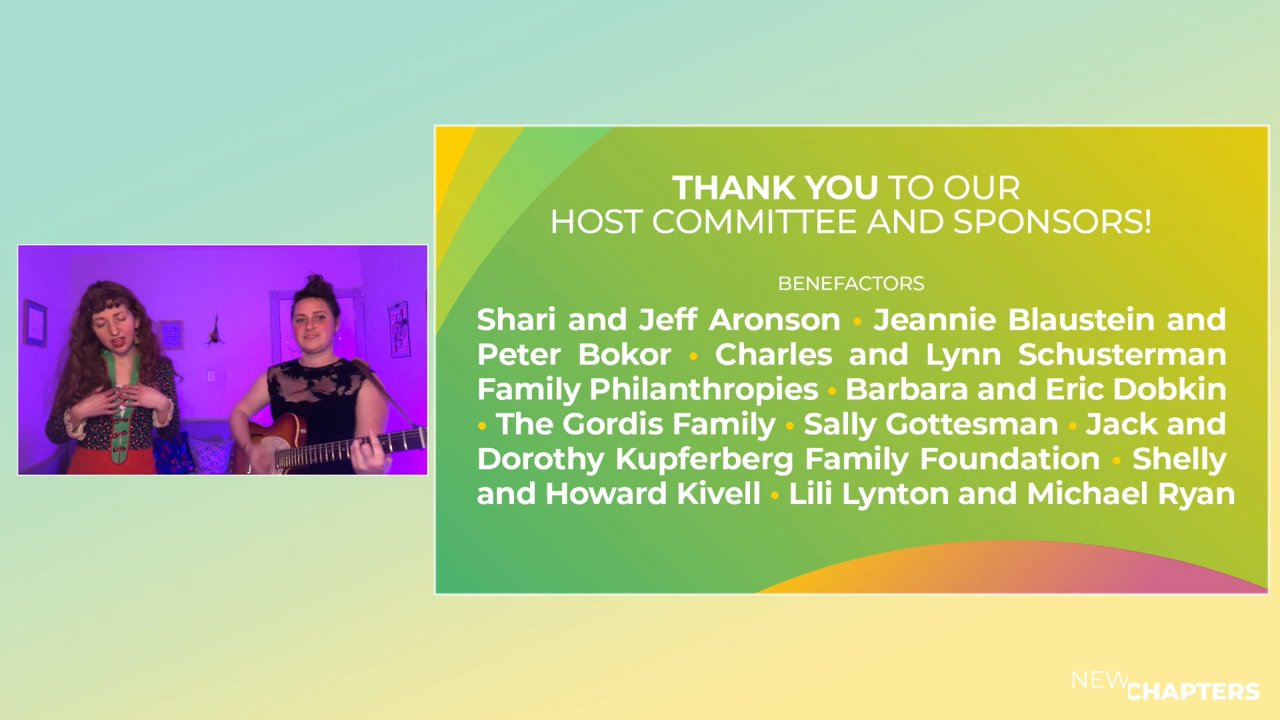 THANK YOU TO OUR
HOST COMMITTEE AND SPONSORS!
BENEFACTORS
Shari and Jeff Aronson • Jeannie Blaustein and
Peter Bokor • Charles and Lynn Schusterman
Family Philanthropies • Barbara and Eric Dobkin
• The Gordis Family • Sally Gottesman • Jack and
Dorothy Kupferberg Family Foundation • Shelly
and Howard Kivell • Lili Lynton and Michael Ryan
NEW
CHAPTERS